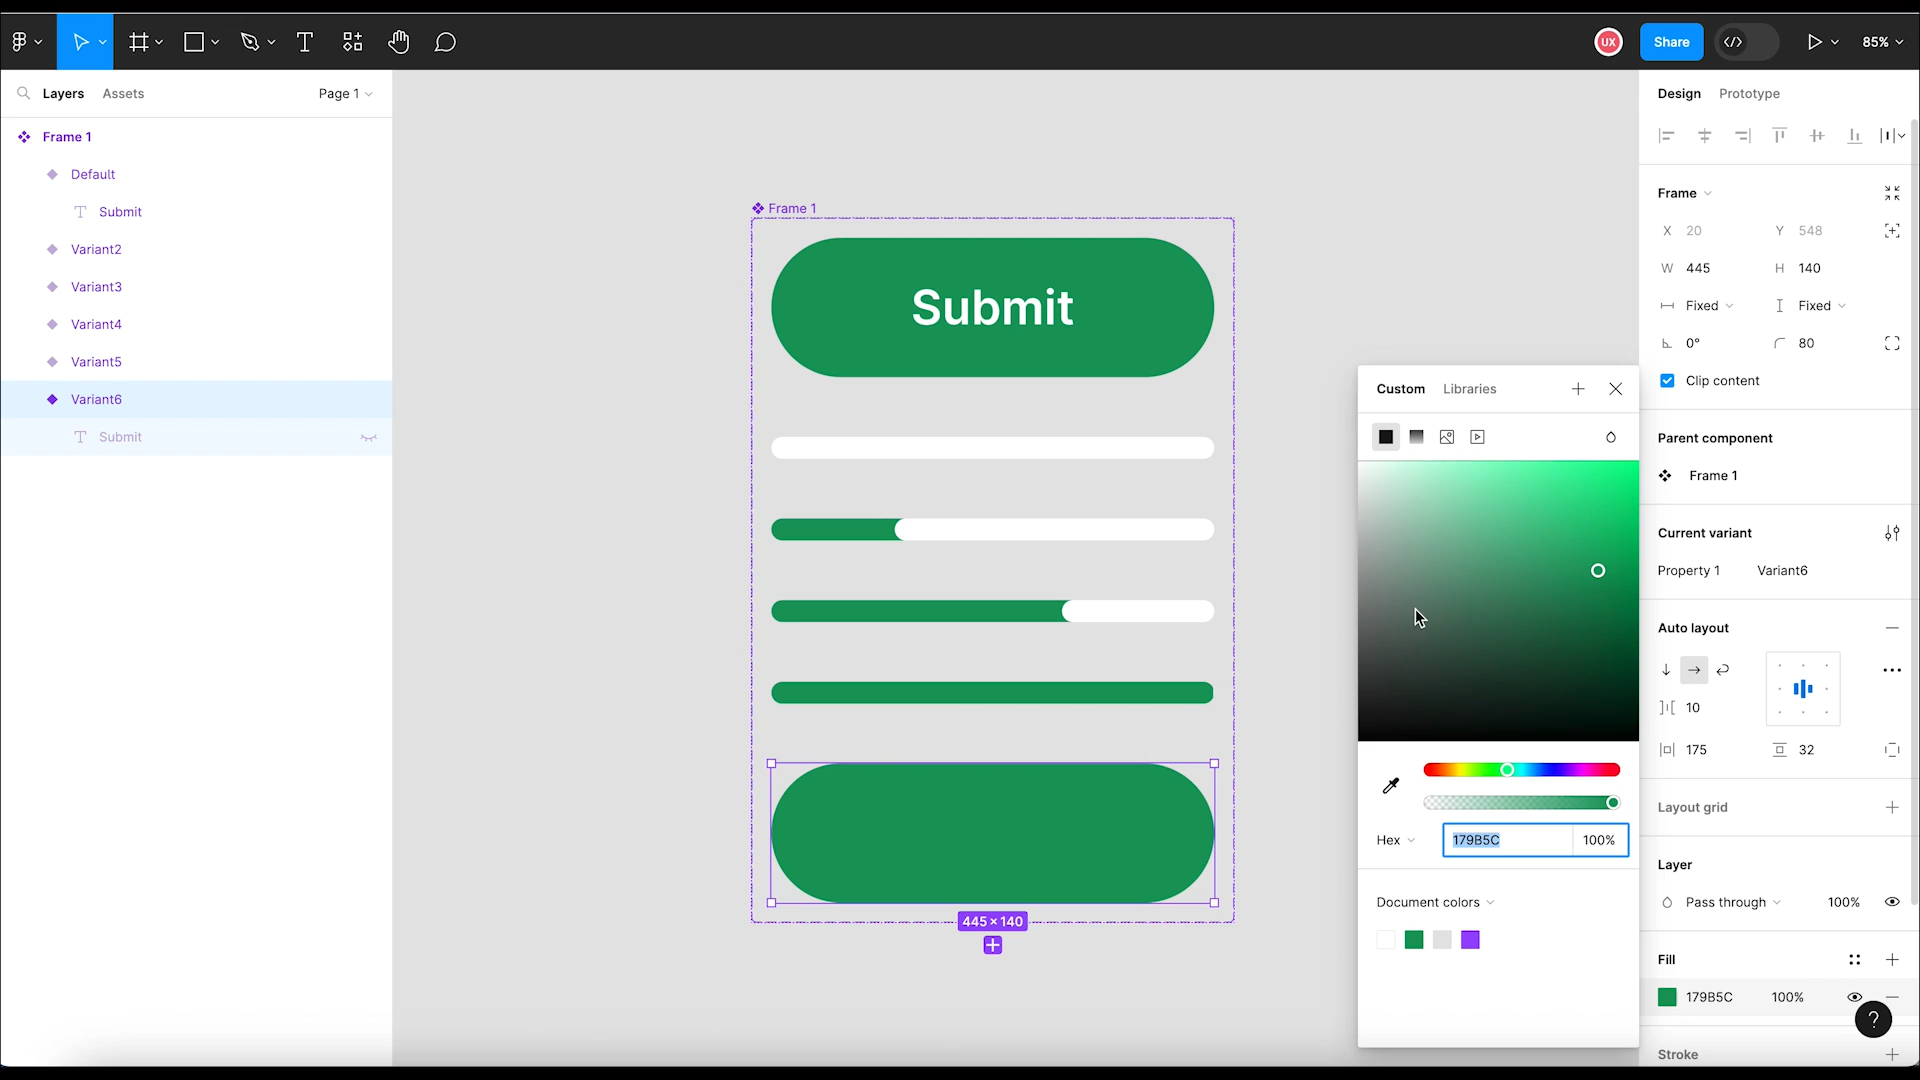 UX
Share
85%
Layers
Assets
Page 1
Frame 1
Default
Submit
Variant2
Variant3
Variant4
Variant5
Variant6
Submit
Frame 1
Submit
445 × 140
Custom
Libraries
Hex
179B5C
100%
Document colors
Design
Prototype
Frame
X 20
Y 548
W 445
H 140
Fixed
Fixed
0°
80
Clip content
Parent component
Frame 1
Current variant
Property 1
Variant6
Auto layout
10
175
32
Layout grid
Layer
Pass through
100%
Fill
179B5C
100%
?
Stroke